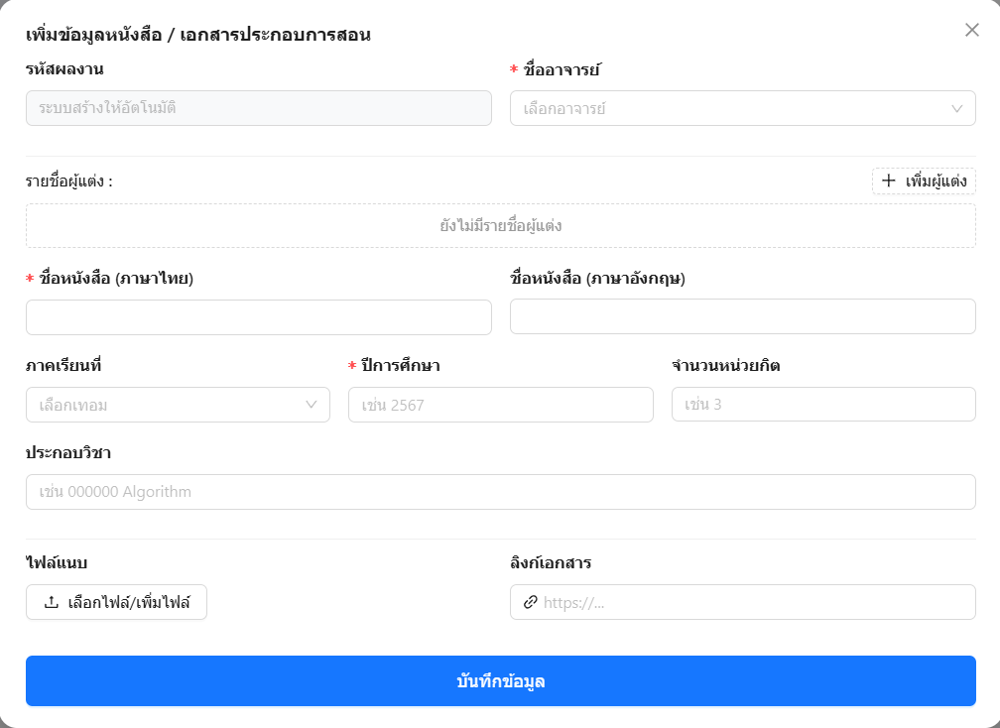 เพิ่มข้อมูลหนังสือ / เอกสารประกอบการสอน
รหัสผลงาน
* ชื่ออาจารย์
ระบบสร้างให้อัตโนมัติ
เลือกอาจารย์
รายชื่อผู้แต่ง :
เพิ่มผู้แต่ง
ยังไม่มีรายชื่อผู้แต่ง
* ชื่อหนังสือ (ภาษาไทย)
ชื่อหนังสือ (ภาษาอังกฤษ)
ภาคเรียนที่
* ปีการศึกษา
จำนวนหน่วยกิต
เลือกเทอม
เช่น 2567
เช่น 3
ประกอบวิชา
เช่น 000000 Algorithm
ไฟล์แนบ
ลิงก์เอกสาร
เลือกไฟล์/เพิ่มไฟล์
https://...
บันทึกข้อมูล